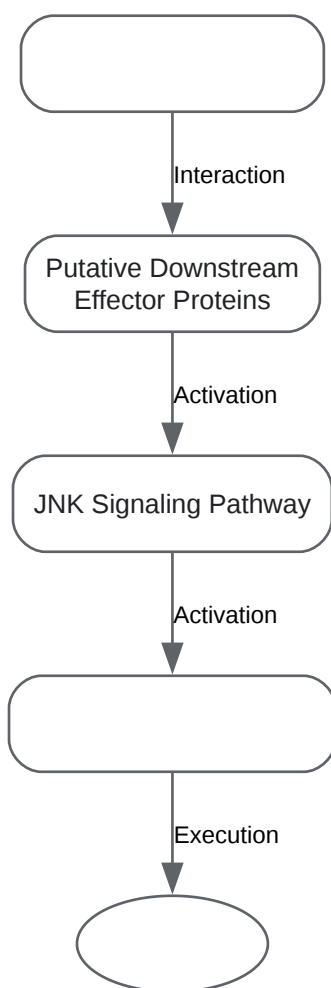 Interaction
Putative Downstream
Effector Proteins
Activation
JNK Signaling Pathway
Activation
Execution